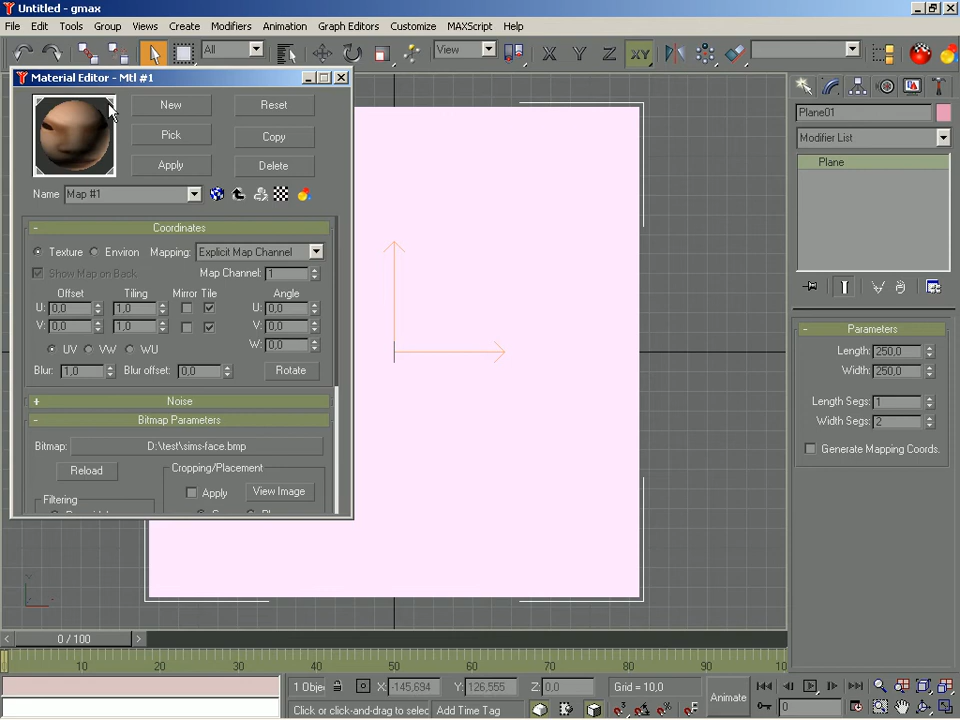 Untitled - gmax
File Edit Tools Group Views Create Modifiers Animation Graph Editors Customize MAXScript Help
All View XY
Material Editor - Mtl #1
New Reset
Pick Copy
Apply Delete
Name Map #1
Coordinates
Texture Environ Mapping: Explicit Map Channel
Show Map on Back Map Channel: 1
Offset Tiling Mirror Tile Angle
U: 0,0 1,0 U: 0,0
V: 0,0 1,0 V: 0,0
W: 0,0
UV VW WU
Blur: 1,0 Blur offset: 0,0 Rotate
Noise
Bitmap Parameters
Bitmap: D:\test\sims-face.bmp
Reload
Cropping/Placement
Apply View Image
Filtering
Plane01
Modifier List
Plane
Parameters
Length: 250,0
Width: 250,0
Length Segs: 1
Width Segs: 2
Generate Mapping Coords.
0 / 100
10 20 30 40 50 60 70 80 90
1 Objec X: -145,694 Y: 126,555 Z: 0,0 Grid = 10,0
Click or click-and-drag to selec Add Time Tag
Animate
0